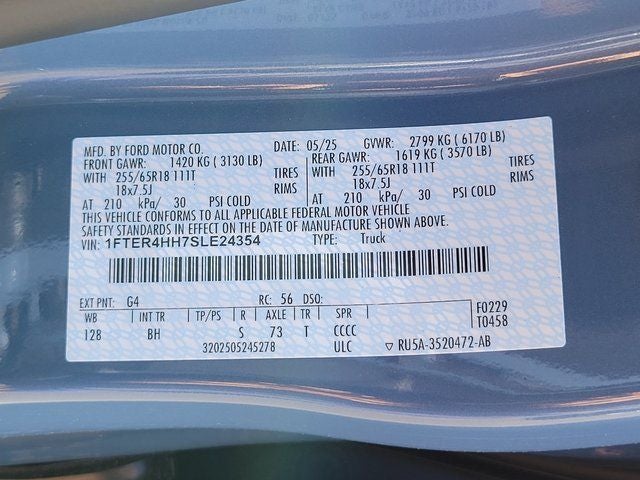 MFD. BY FORD MOTOR CO. DATE: 05/25 GVWR: 2799 KG ( 6170 LB)
FRONT GAWR: 1420 KG ( 3130 LB) REAR GAWR: 1619 KG ( 3570 LB)
WITH 255/65R18 111T TIRES WITH 255/65R18 111T TIRES
18x7.5J RIMS 18x7.5J RIMS
AT 210 kPa/ 30 PSI COLD AT 210 kPa/ 30 PSI COLD
THIS VEHICLE CONFORMS TO ALL APPLICABLE FEDERAL MOTOR VEHICLE
SAFETY STANDARDS IN EFFECT ON THE DATE OF MANUFACTURE SHOWN ABOVE.
VIN: 1FTER4HH7SLE24354 TYPE: Truck
EXT PNT: G4 RC: 56 DSO: F0229
WB INT TR TP/PS R AXLE TR SPR T0458
128 BH S 73 T CCCC
3202505245278 ULC ▽ RU5A-3520472-AB